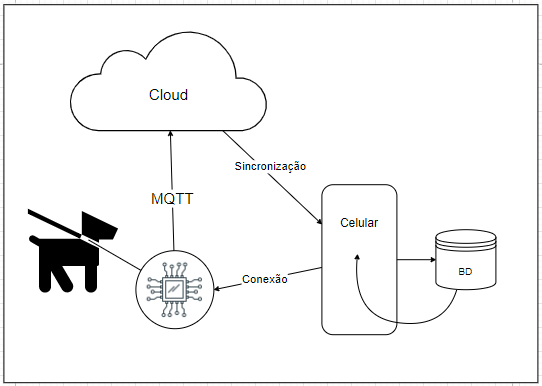 Cloud
Sincronização
MQTT
Celular
BD
Conexão